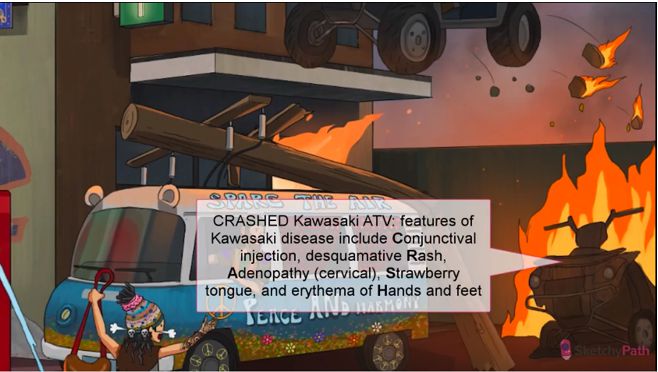 SPARE THE AIR
CRASHED Kawasaki ATV: features of
Kawasaki disease include Conjunctival
injection, desquamative Rash,
Adenopathy (cervical), Strawberry
tongue, and erythema of Hands and feet
PEACE AND HARMONY
SketchyPath